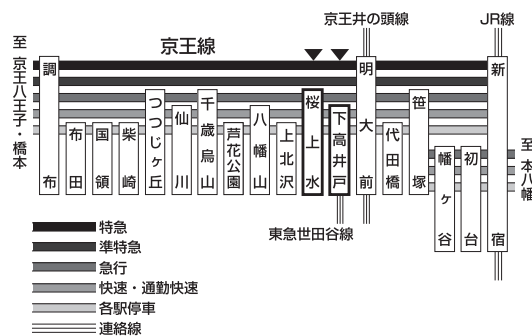 京王井の頭線
JR線
京王線
至 京王八王子・橋本
調布
布田
国領
柴崎
つつじヶ丘
仙川
千歳烏山
芦花公園
八幡山
上北沢
桜上水
下高井戸
明大前
代田橋
笹塚
幡ヶ谷
初台
新宿
至 本八幡
東急世田谷線
特急
準特急
急行
快速・通勤快速
各駅停車
連絡線